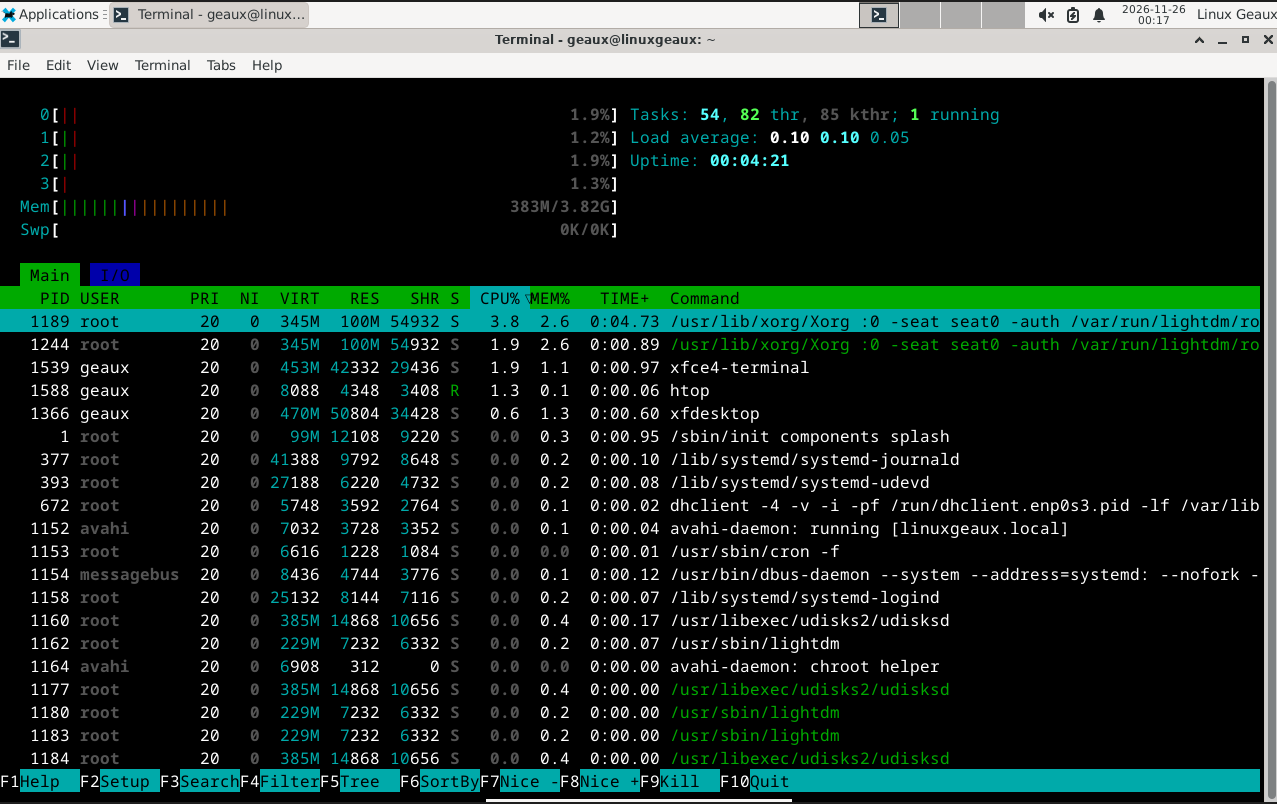 Applications Terminal - geaux@linux... 2026-11-26 00:17 Linux Geaux
Terminal - geaux@linuxgeaux: ~
File Edit View Terminal Tabs Help
0[|| 1.9%] Tasks: 54, 82 thr, 85 kthr; 1 running
1[|| 1.2%] Load average: 0.10 0.10 0.05
2[|| 1.9%] Uptime: 00:04:21
3[| 1.3%]
Mem[||||||||||||||||| 383M/3.82G]
Swp[ 0K/0K]
Main I/O
PID USER PRI NI VIRT RES SHR S CPU%▽MEM% TIME+ Command
1189 root 20 0 345M 100M 54932 S 3.8 2.6 0:04.73 /usr/lib/xorg/Xorg :0 -seat seat0 -auth /var/run/lightdm/ro
1244 root 20 0 345M 100M 54932 S 1.9 2.6 0:00.89 /usr/lib/xorg/Xorg :0 -seat seat0 -auth /var/run/lightdm/ro
1539 geaux 20 0 453M 42332 29436 S 1.9 1.1 0:00.97 xfce4-terminal
1588 geaux 20 0 8088 4348 3408 R 1.3 0.1 0:00.06 htop
1366 geaux 20 0 470M 50804 34428 S 0.6 1.3 0:00.60 xfdesktop
1 root 20 0 99M 12108 9220 S 0.0 0.3 0:00.95 /sbin/init components splash
377 root 20 0 41388 9792 8648 S 0.0 0.2 0:00.10 /lib/systemd/systemd-journald
393 root 20 0 27188 6220 4732 S 0.0 0.2 0:00.08 /lib/systemd/systemd-udevd
672 root 20 0 5748 3592 2764 S 0.0 0.1 0:00.02 dhclient -4 -v -i -pf /run/dhclient.enp0s3.pid -lf /var/lib
1152 avahi 20 0 7032 3728 3352 S 0.0 0.1 0:00.04 avahi-daemon: running [linuxgeaux.local]
1153 root 20 0 6616 1228 1084 S 0.0 0.0 0:00.01 /usr/sbin/cron -f
1154 messagebus 20 0 8436 4744 3776 S 0.0 0.1 0:00.12 /usr/bin/dbus-daemon --system --address=systemd: --nofork -
1158 root 20 0 25132 8144 7116 S 0.0 0.2 0:00.07 /lib/systemd/systemd-logind
1160 root 20 0 385M 14868 10656 S 0.0 0.4 0:00.17 /usr/libexec/udisks2/udisksd
1162 root 20 0 229M 7232 6332 S 0.0 0.2 0:00.07 /usr/sbin/lightdm
1164 avahi 20 0 6908 312 0 S 0.0 0.0 0:00.00 avahi-daemon: chroot helper
1177 root 20 0 385M 14868 10656 S 0.0 0.4 0:00.00 /usr/libexec/udisks2/udisksd
1180 root 20 0 229M 7232 6332 S 0.0 0.2 0:00.00 /usr/sbin/lightdm
1183 root 20 0 229M 7232 6332 S 0.0 0.2 0:00.00 /usr/sbin/lightdm
1184 root 20 0 385M 14868 10656 S 0.0 0.4 0:00.00 /usr/libexec/udisks2/udisksd
F1Help F2Setup F3SearchF4FilterF5Tree F6SortByF7Nice -F8Nice +F9Kill F10Quit